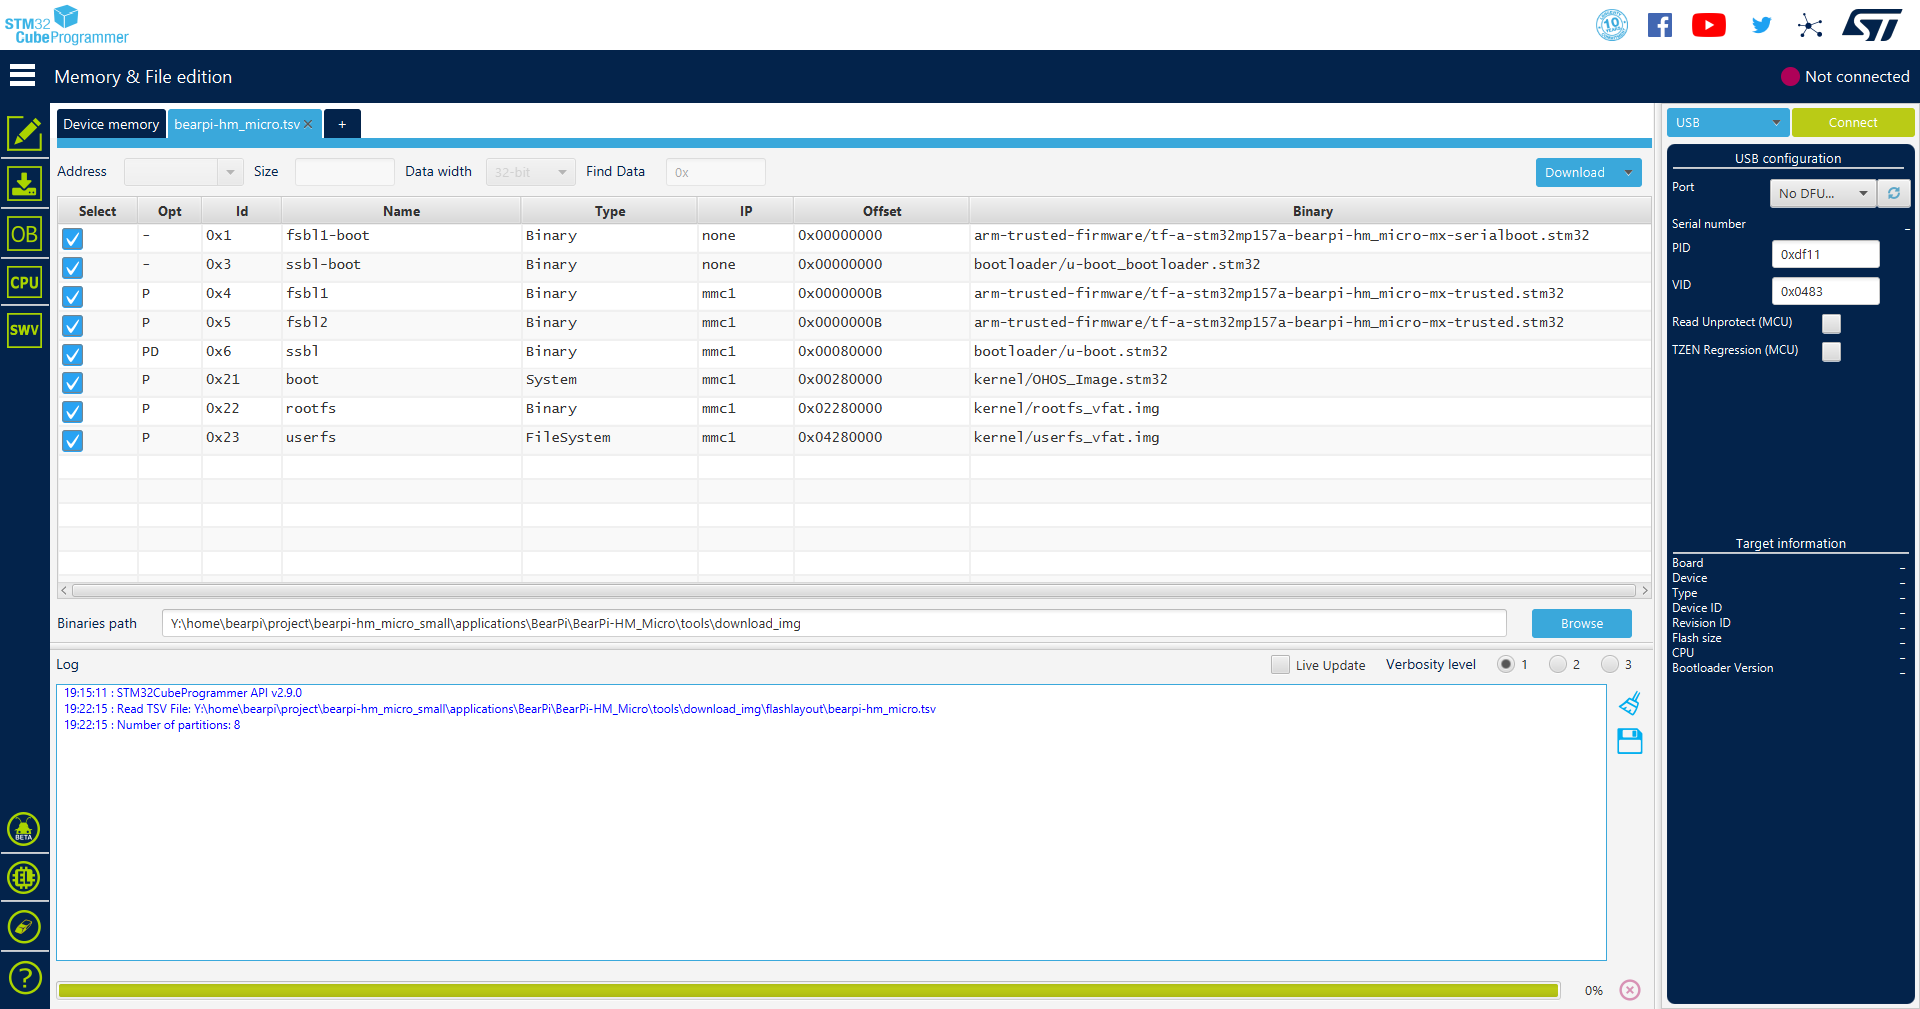 STM32
CubeProgrammer
10
YEARS
ST
Memory & File edition
Not connected
Device memory
bearpi-hm_micro.tsv
+
Address
Size
Data width
32-bit
Find Data
0x
Download
Select Opt Id Name Type IP Offset Binary
- 0x1 fsbl1-boot Binary none 0x00000000 arm-trusted-firmware/tf-a-stm32mp157a-bearpi-hm_micro-mx-serialboot.stm32
- 0x3 ssbl-boot Binary none 0x00000000 bootloader/u-boot_bootloader.stm32
P 0x4 fsbl1 Binary mmc1 0x0000000B arm-trusted-firmware/tf-a-stm32mp157a-bearpi-hm_micro-mx-trusted.stm32
P 0x5 fsbl2 Binary mmc1 0x0000000B arm-trusted-firmware/tf-a-stm32mp157a-bearpi-hm_micro-mx-trusted.stm32
PD 0x6 ssbl Binary mmc1 0x00080000 bootloader/u-boot.stm32
P 0x21 boot System mmc1 0x00280000 kernel/OHOS_Image.stm32
P 0x22 rootfs Binary mmc1 0x02280000 kernel/rootfs_vfat.img
P 0x23 userfs FileSystem mmc1 0x04280000 kernel/userfs_vfat.img
Binaries path
Y:\home\bearpi\project\bearpi-hm_micro_small\applications\BearPi\BearPi-HM_Micro\tools\download_img
Browse
Log
Live Update
Verbosity level
1
2
3
19:15:11 : STM32CubeProgrammer API v2.9.0
19:22:15 : Read TSV File: Y:\home\bearpi\project\bearpi-hm_micro_small\applications\BearPi\BearPi-HM_Micro\tools\download_img\flashlayout\bearpi-hm_micro.tsv
19:22:15 : Number of partitions: 8
0%
OB
CPU
SWV
BETA
EL
?
USB
Connect
USB configuration
Port
No DFU...
Serial number
-
PID
0xdf11
VID
0x0483
Read Unprotect (MCU)
TZEN Regression (MCU)
Target information
Board -
Device -
Type -
Device ID -
Revision ID -
Flash size -
CPU -
Bootloader Version -